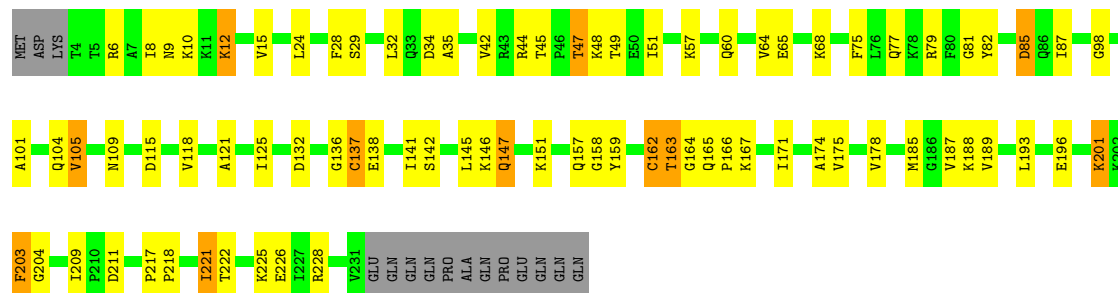 MET ASP LYS T4 T5 R6 A7 I8 N9 K10 K11 K12 V15 L24 F28 S29 L32 Q33 D34 A35 V42 R43 R44 T45 P46 T47 K48 T49 E50 I51 K57 Q60 V64 E65 K68 F75 L76 Q77 K78 R79 F80 G81 Y82 D85 Q86 I87 G98
A101 Q104 V105 N109 D115 V118 A121 I125 D132 G136 C137 E138 I141 S142 L145 K146 Q147 K151 Q157 G158 Y159 C162 T163 G164 Q165 P166 K167 I171 A174 V175 V178 M185 G186 V187 K188 V189 L193 E196 K201 K202
F203 G204 I209 P210 D211 P217 P218 I221 T222 K225 E226 I227 R228 V231 GLU GLN GLN GLN PRO ALA GLN PRO GLU GLN GLN GLN